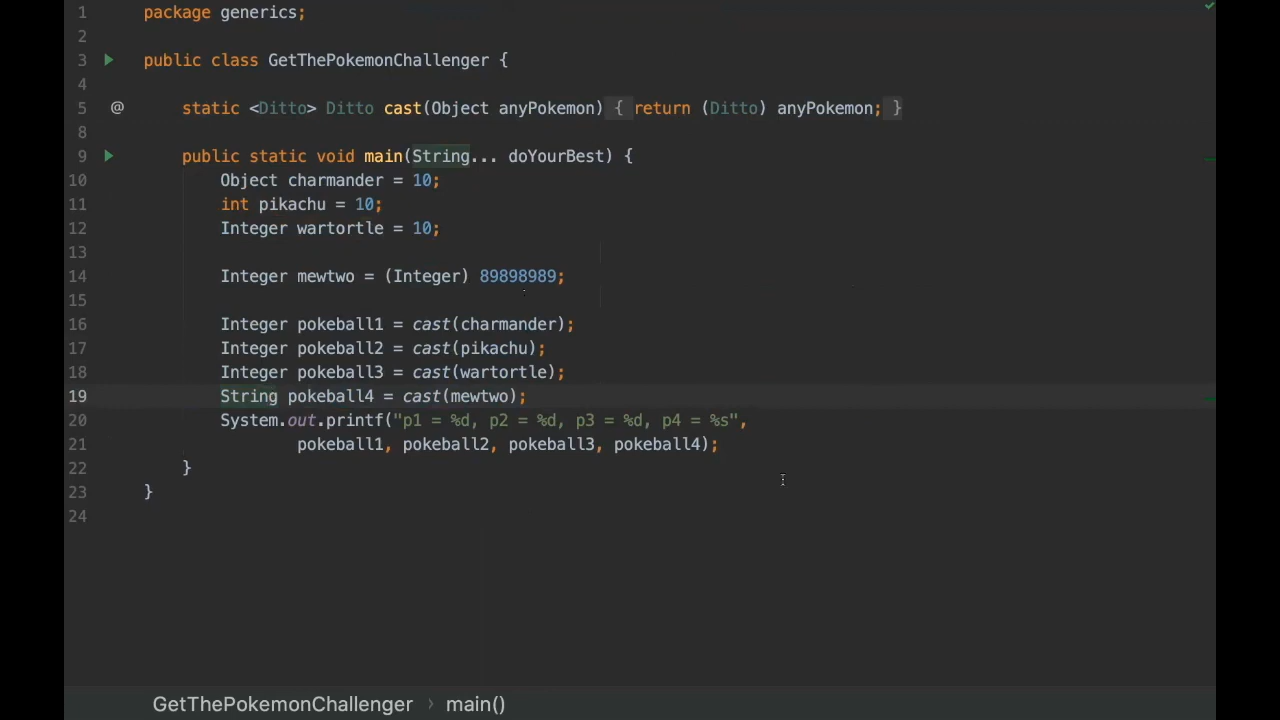 1 package generics;
2
3 public class GetThePokemonChallenger {
4
5 @ static <Ditto> Ditto cast(Object anyPokemon) { return (Ditto) anyPokemon; }
8
9 public static void main(String... doYourBest) {
10 Object charmander = 10;
11 int pikachu = 10;
12 Integer wartortle = 10;
13
14 Integer mewtwo = (Integer) 89898989;
15
16 Integer pokeball1 = cast(charmander);
17 Integer pokeball2 = cast(pikachu);
18 Integer pokeball3 = cast(wartortle);
19 String pokeball4 = cast(mewtwo);
20 System.out.printf("p1 = %d, p2 = %d, p3 = %d, p4 = %s",
21 pokeball1, pokeball2, pokeball3, pokeball4);
22 }
23 }
24
GetThePokemonChallenger › main()